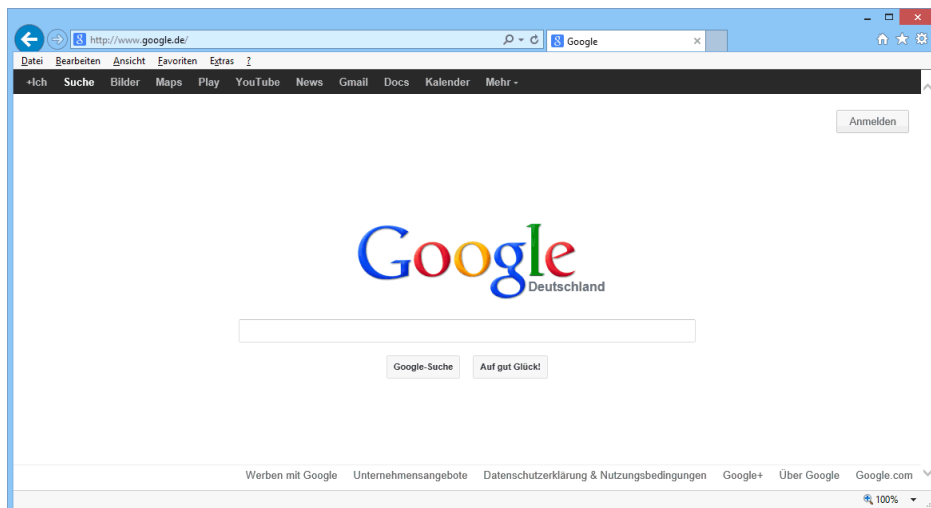 http://www.google.de/ Google
Datei Bearbeiten Ansicht Favoriten Extras ?
+Ich Suche Bilder Maps Play YouTube News Gmail Docs Kalender Mehr
Anmelden
Google
Deutschland
Google-Suche Auf gut Glück!
Werben mit Google Unternehmensangebote Datenschutzerklärung & Nutzungsbedingungen Google+ Über Google Google.com
100%